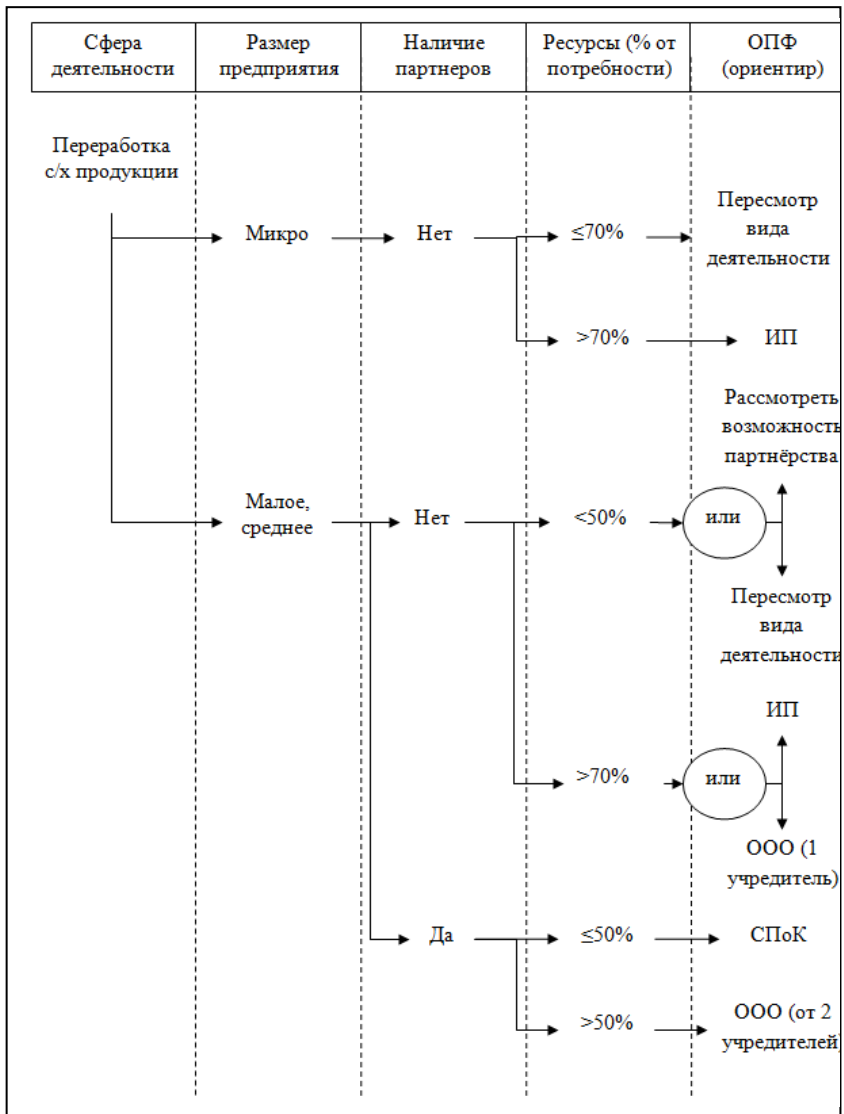 Сфера
деятельности
Размер
предприятия
Наличие
партнеров
Ресурсы (% от
потребности)
ОПФ
(ориентир)
Переработка
с/х продукции
Микро
Нет
≤70%
Пересмотр
вида
деятельности
>70%
ИП
Рассмотреть
возможность
партнёрства
Малое,
среднее
Нет
<50%
или
Пересмотр
вида
деятельности
ИП
>70%
или
ООО (1
учредитель)
Да
≤50%
СПоК
>50%
ООО (от 2
учредителей)